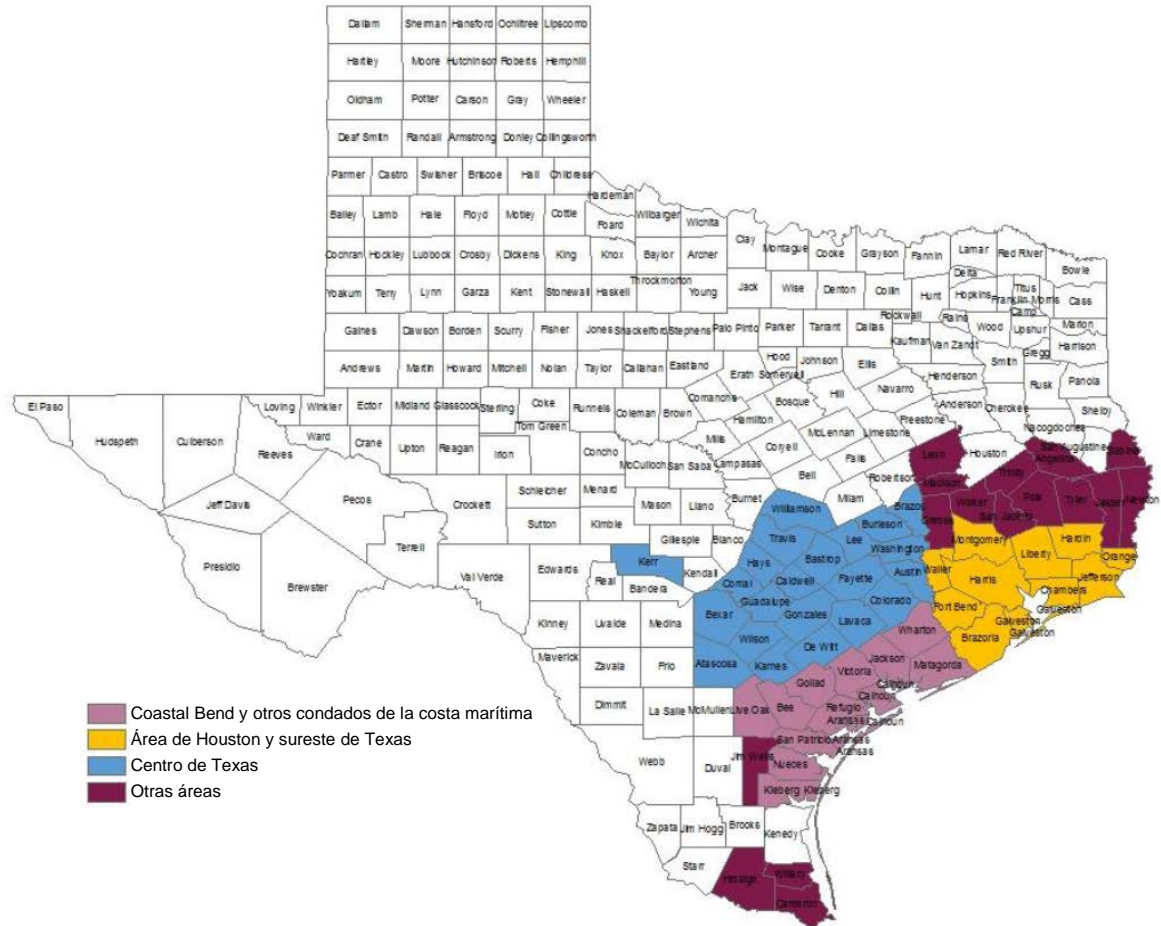 Dallam Sherman Hansford Ochiltree Lipscomb
Hartley Moore Hutchinson Roberts Hemphill
Oldham Potter Carson Gray Wheeler
Deaf Smith Randall Armstrong Donley Collingsworth
Parmer Castro Swisher Briscoe Hall Childress
Hardeman
Bailey Lamb Hale Floyd Motley Cottle Foard Wilbarger Wichita
Clay Montague Cooke Grayson Fannin Lamar Red River Bowie
Cochran Hockley Lubbock Crosby Dickens King Knox Baylor Archer
Delta Titus Franklin Morris Cass
Throckmorton
Yoakum Terry Lynn Garza Kent Stonewall Haskell Young Jack Wise Denton Collin Hunt Hopkins
Camp Marion
Rockwall Rains Wood Upshur
Gaines Dawson Borden Scurry Fisher Jones Shackelford Stephens Palo Pinto Parker Tarrant Dallas Kaufman Van Zandt Gregg Harrison
Andrews Martin Howard Mitchell Nolan Taylor Callahan Eastland Erath Hood Somervell Johnson Ellis Henderson Smith Rusk Panola
El Paso Hudspeth Culberson Loving Winkler Ector Midland Glasscock Sterling Coke Runnels Coleman Brown Comanche Hamilton Bosque Hill Navarro Anderson Cherokee Shelby
Ward Crane Upton Reagan Irion Tom Green Concho McCulloch San Saba Mills Lampasas Coryell McLennan Limestone Freestone Nacogdoches San Augustine
Reeves Bell Falls Robertson Leon Houston Angelina Sabine
Jeff Davis Pecos Crockett Schleicher Menard Mason Llano Burnet Milam Madison Trinity
Sutton Kimble Williamson Brazos Walker Polk Tyler Jasper Newton
Terrell Gillespie Blanco Travis Lee Burleson Grimes San Jacinto
Presidio Brewster Val Verde Edwards Real Kerr Kendall Hays Bastrop Washington Montgomery Liberty Hardin Orange
Bandera Comal Caldwell Fayette Austin Waller Harris Chambers Jefferson
Kinney Uvalde Medina Bexar Guadalupe Gonzales Lavaca Colorado Fort Bend Galveston
Galveston
Galveston
Maverick Zavala Frio Atascosa Wilson Karnes De Witt Wharton Brazoria
Dimmit La Salle McMullen Live Oak Bee Goliad Victoria Jackson Matagorda
Calhoun
Calhoun
Calhoun
Refugio
Aransas
Aransas
Aransas
Webb Duval Jim Wells San Patricio Nueces
Kleberg Kleberg
Zapata Jim Hogg Brooks Kenedy
Starr Hidalgo Willacy
Cameron
Coastal Bend y otros condados de la costa marítima
Área de Houston y sureste de Texas
Centro de Texas
Otras áreas